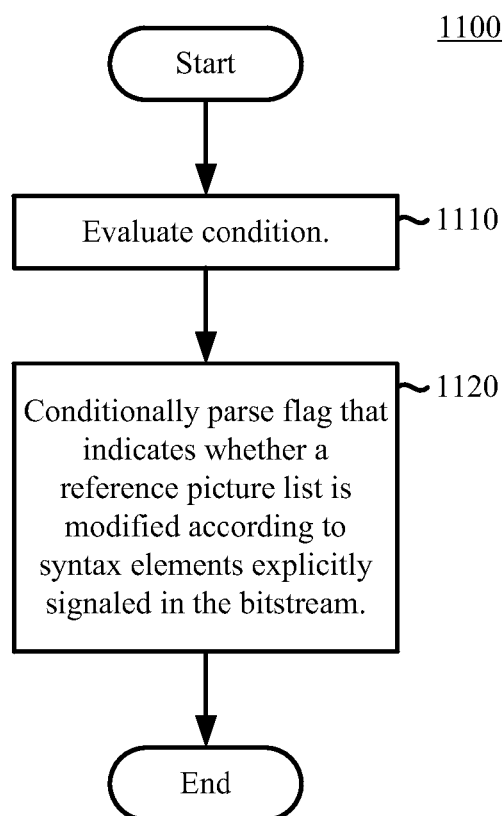 1100
Start
Evaluate condition.
1110
1120
Conditionally parse flag that
indicates whether a
reference picture list is
modified according to
syntax elements explicitly
signaled in the bitstream.
End